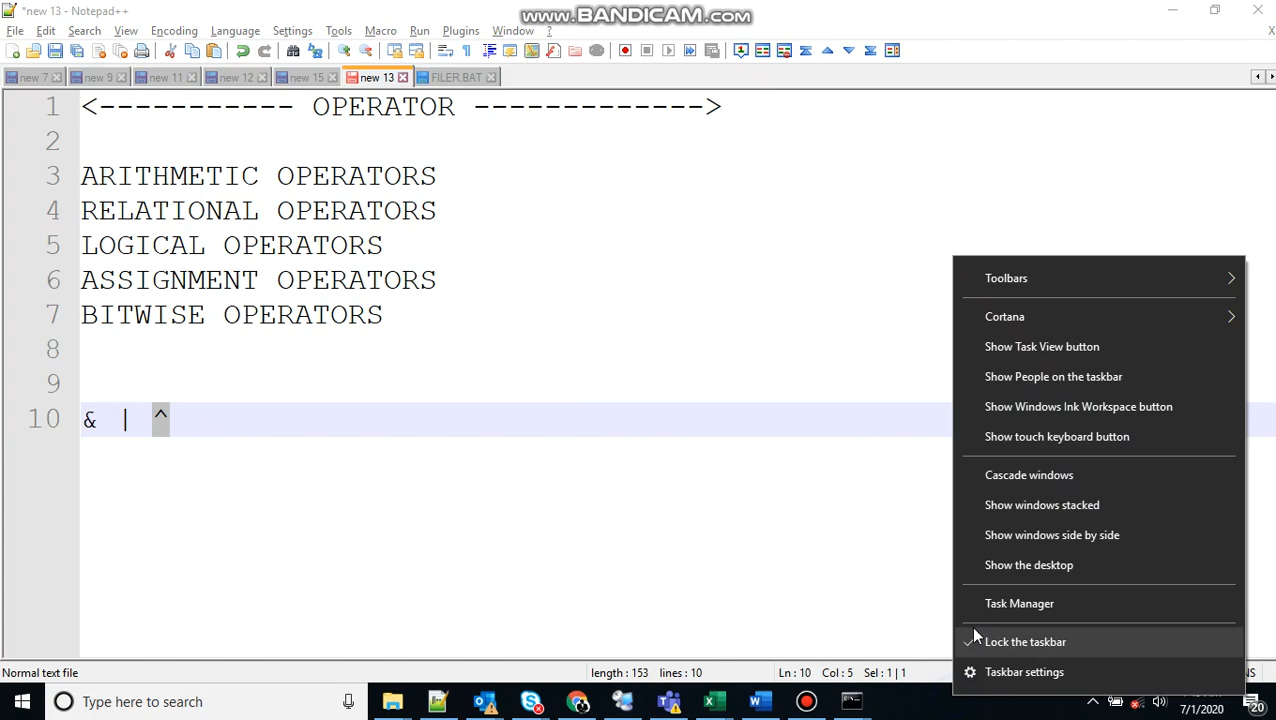 *new 13 - Notepad++
www.BANDICAM.com
File Edit Search View Encoding Language Settings Tools Macro Run Plugins Window ?
new 7 new 9 new 11 new 12 new 15 new 13 FILER.BAT
1 <----------- OPERATOR ------------->
2
3 ARITHMETIC OPERATORS
4 RELATIONAL OPERATORS
5 LOGICAL OPERATORS
6 ASSIGNMENT OPERATORS
7 BITWISE OPERATORS
8
9
10 & | ^
Toolbars
Cortana
Show Task View button
Show People on the taskbar
Show Windows Ink Workspace button
Show touch keyboard button
Cascade windows
Show windows stacked
Show windows side by side
Show the desktop
Task Manager
Lock the taskbar
Taskbar settings
Normal text file length : 153 lines : 10 Ln : 10 Col : 5 Sel : 1 | 1 NS
Type here to search
7/1/2020
20